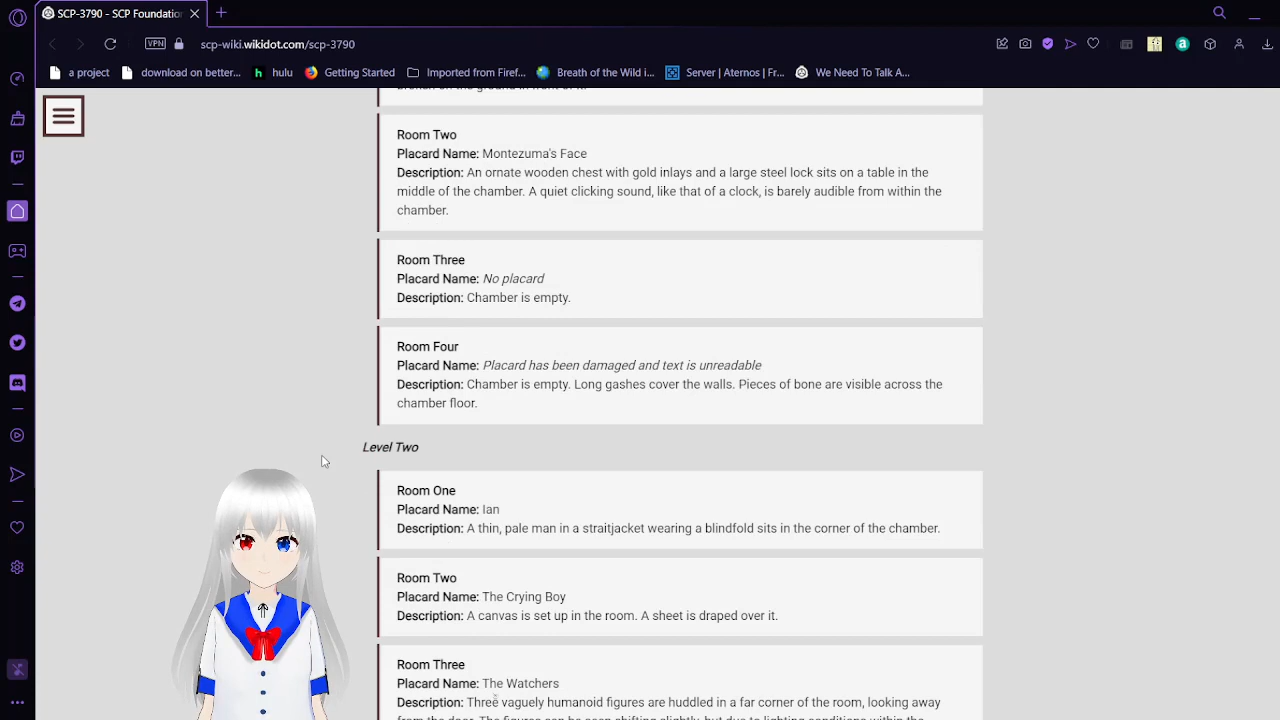 SCP-3790 - SCP Foundatio
VPN
scp-wiki.wikidot.com/scp-3790
a project
download on better...
hulu
Getting Started
Imported from Firef...
Breath of the Wild i...
Server | Aternos | Fr...
We Need To Talk A...
Room Two
Placard Name: Montezuma's Face
Description: An ornate wooden chest with gold inlays and a large steel lock sits on a table in the
middle of the chamber. A quiet clicking sound, like that of a clock, is barely audible from within the
chamber.
Room Three
Placard Name: No placard
Description: Chamber is empty.
Room Four
Placard Name: Placard has been damaged and text is unreadable
Description: Chamber is empty. Long gashes cover the walls. Pieces of bone are visible across the
chamber floor.
Level Two
Room One
Placard Name: Ian
Description: A thin, pale man in a straitjacket wearing a blindfold sits in the corner of the chamber.
Room Two
Placard Name: The Crying Boy
Description: A canvas is set up in the room. A sheet is draped over it.
Room Three
Placard Name: The Watchers
Description: Three vaguely humanoid figures are huddled in a far corner of the room, looking away